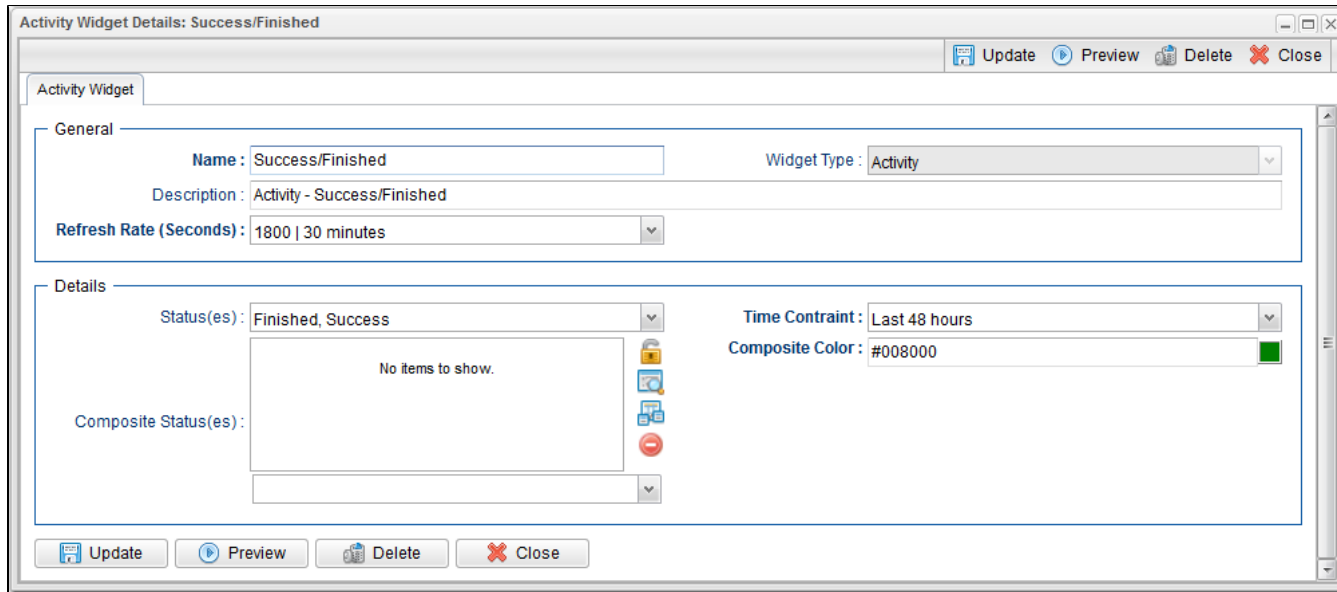 Activity Widget Details: Success/Finished
Update Preview Delete Close
Activity Widget
General
Name : Success/Finished Widget Type : Activity
Description : Activity - Success/Finished
Refresh Rate (Seconds) : 1800 | 30 minutes
Details
Status(es) : Finished, Success Time Contraint : Last 48 hours
Composite Color : #008000
No items to show.
Composite Status(es) :
Update Preview Delete Close